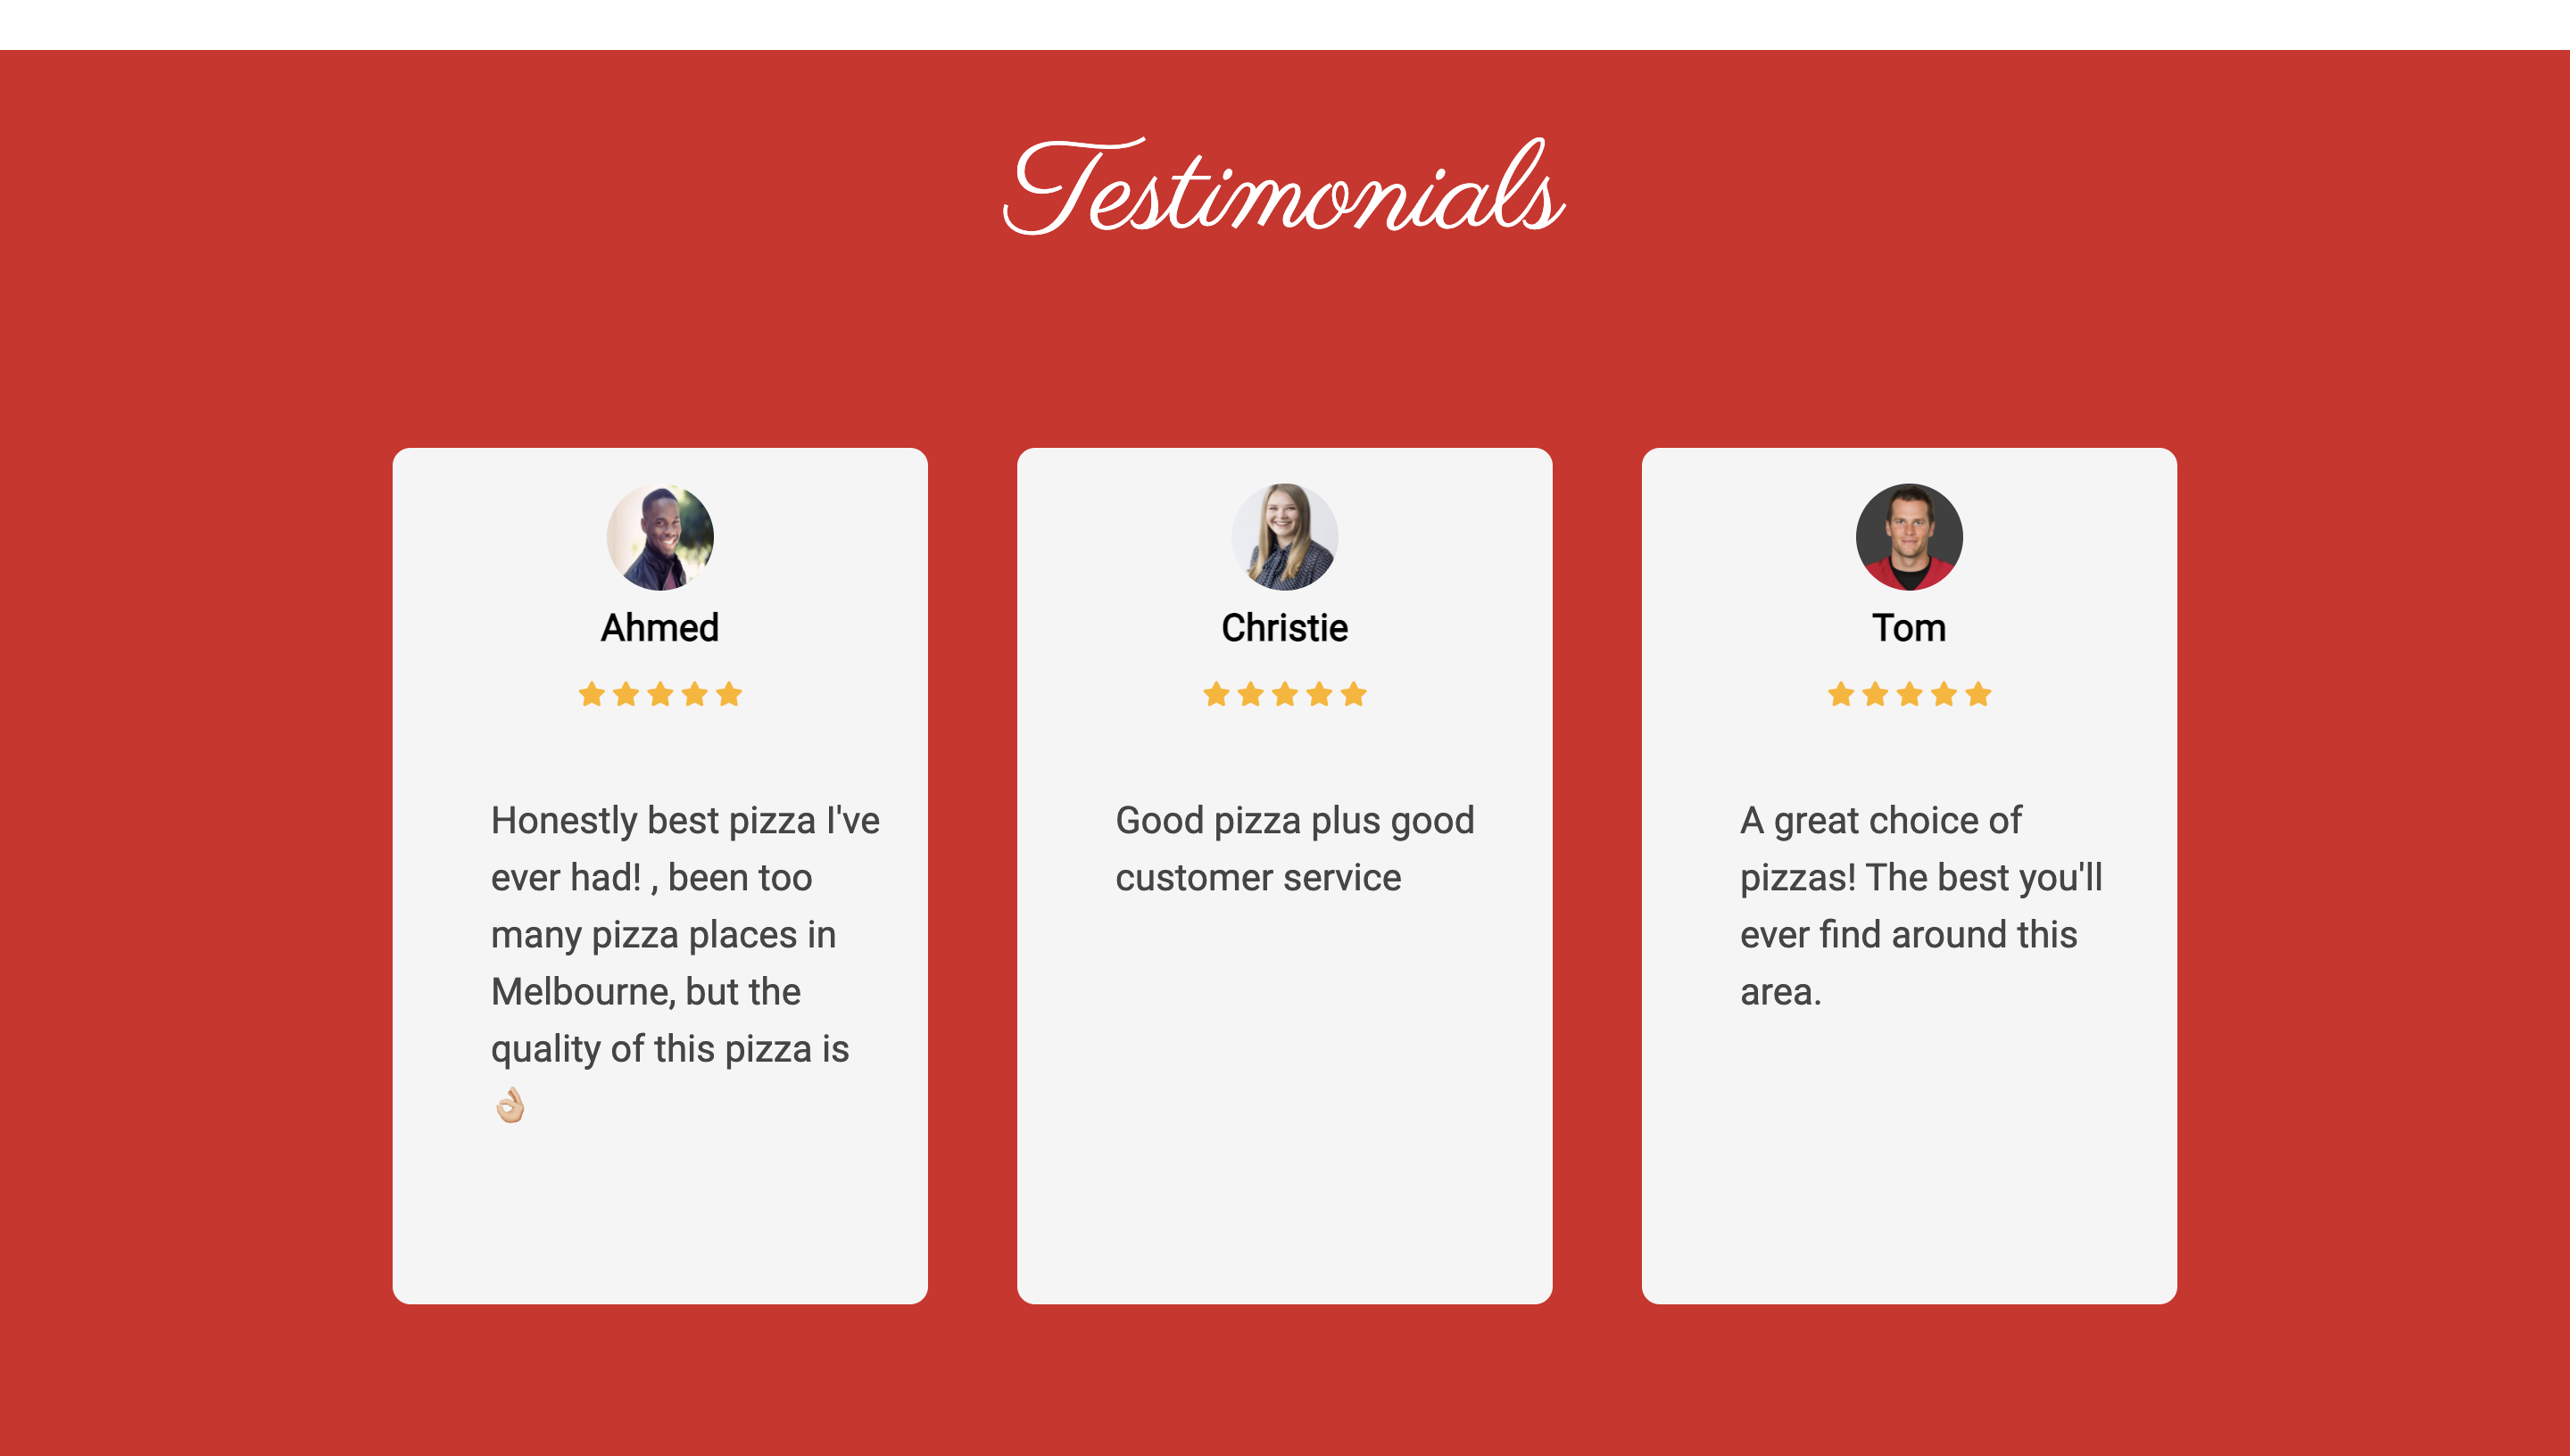 Testimonials
Ahmed
Honestly best pizza I've
ever had! , been too
many pizza places in
Melbourne, but the
quality of this pizza is
👌🏼
Christie
Good pizza plus good
customer service
Tom
A great choice of
pizzas! The best you'll
ever find around this
area.